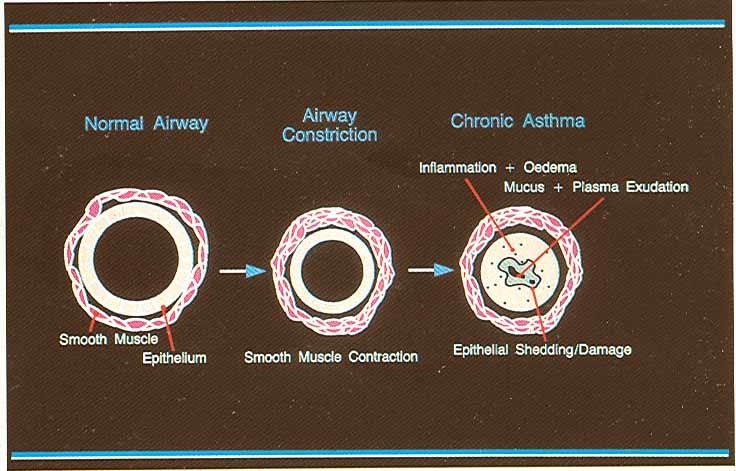 Normal Airway
Airway
Constriction
Chronic Asthma
Inflammation + Oedema
Mucus + Plasma Exudation
Smooth Muscle
Epithelium
Smooth Muscle Contraction
Epithelial Shedding/Damage